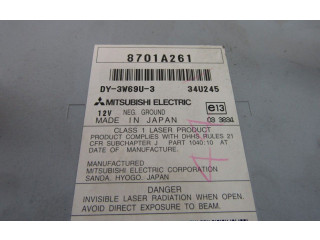 8701A261
DY-3W69U-3 34U245
MITSUBISHI ELECTRIC
12V NEG. GROUND
MADE IN JAPAN
e13
03 3834
CLASS 1 LASER PRODUCT
PRODUCT COMPLIES WITH DHHS RULES 21
CFR SUBCHAPTER J PART 1040.10 AT
DATE OF MANUFACTURE.
MANUFACTURED
MITSUBISHI ELECTRIC CORPORATION
SANDA, HYOGO, JAPAN
DANGER
INVISIBLE LASER RADIATION WHEN OPEN.
AVOID DIRECT EXPOSURE TO BEAM.